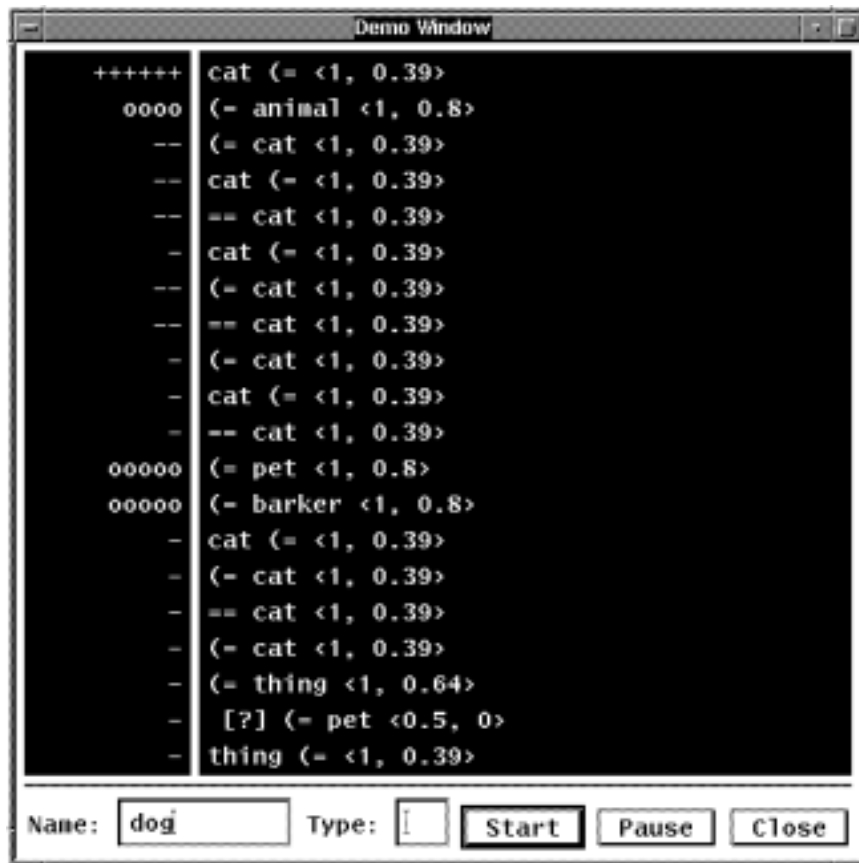 Demo Window
++++++ cat (= <1, 0.39>
oooo (= animal <1, 0.8>
-- (= cat <1, 0.39>
-- cat (= <1, 0.39>
-- == cat <1, 0.39>
- cat (= <1, 0.39>
-- (= cat <1, 0.39>
-- == cat <1, 0.39>
- (= cat <1, 0.39>
- cat (= <1, 0.39>
- == cat <1, 0.39>
ooooo (= pet <1, 0.8>
ooooo (= barker <1, 0.8>
- cat (= <1, 0.39>
- (= cat <1, 0.39>
- == cat <1, 0.39>
- (= cat <1, 0.39>
- (= thing <1, 0.64>
- [?] (= pet <0.5, 0>
- thing (= <1, 0.39>
Name: dog Type: Start Pause Close